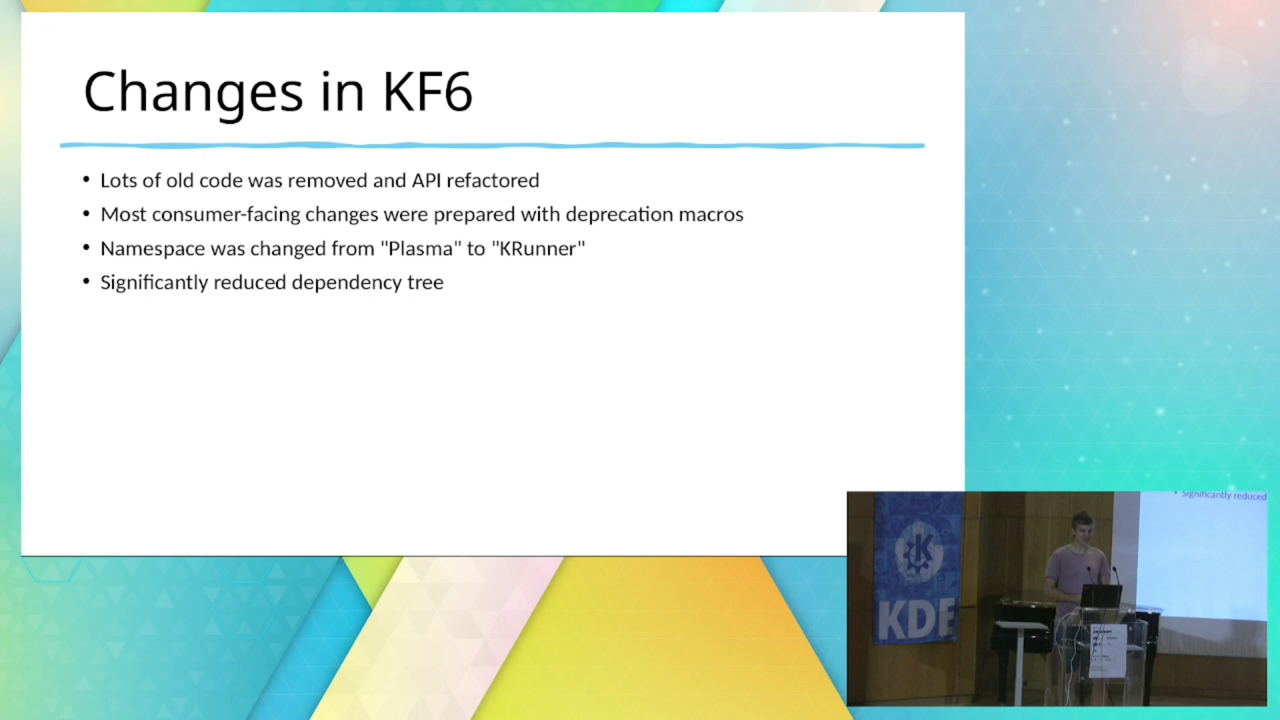 Changes in KF6
• Lots of old code was removed and API refactored
• Most consumer-facing changes were prepared with deprecation macros
• Namespace was changed from "Plasma" to "KRunner"
• Significantly reduced dependency tree
• Significantly reduced
K
KDE